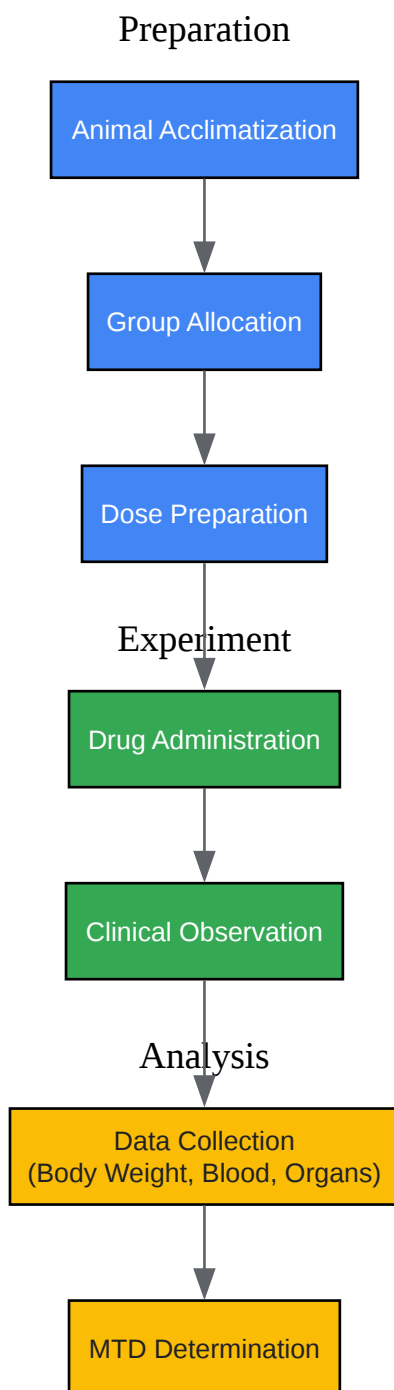 Preparation
Animal Acclimatization
Group Allocation
Dose Preparation
Experiment
Drug Administration
Clinical Observation
Analysis
Data Collection
(Body Weight, Blood, Organs)
MTD Determination